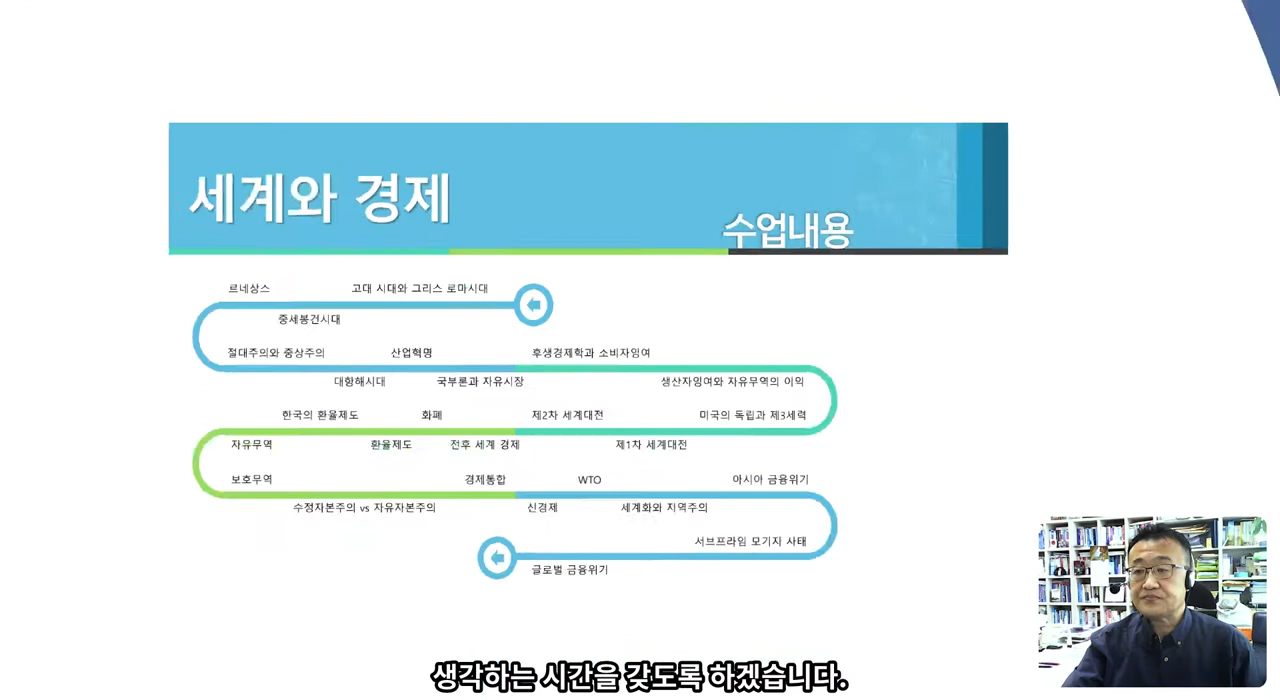 세계와 경제
수업내용
르네상스 고대 시대와 그리스 로마시대
중세봉건시대
절대주의와 중상주의 산업혁명 후생경제학과 소비자잉여
대항해시대 국부론과 자유시장 생산자잉여와 자유무역의 이익
한국의 환율제도 화폐 제2차 세계대전 미국의 독립과 제3세력
자유무역 환율제도 전후 세계 경제 제1차 세계대전
보호무역 경제통합 WTO 아시아 금융위기
수정자본주의 vs 자유자본주의 신경제 세계화와 지역주의
서브프라임 모기지 사태
글로벌 금융위기
생각하는 시간을 갖도록 하겠습니다.